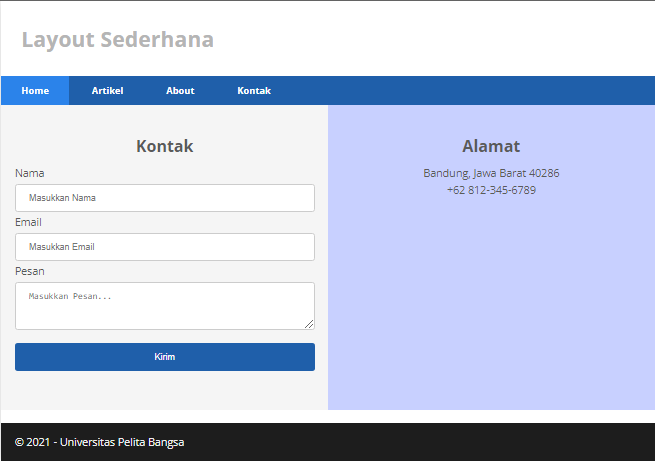 Layout Sederhana
Home Artikel About Kontak
Kontak
Nama
Masukkan Nama
Email
Masukkan Email
Pesan
Masukkan Pesan...
Kirim
Alamat
Bandung, Jawa Barat 40286
+62 812-345-6789
© 2021 - Universitas Pelita Bangsa